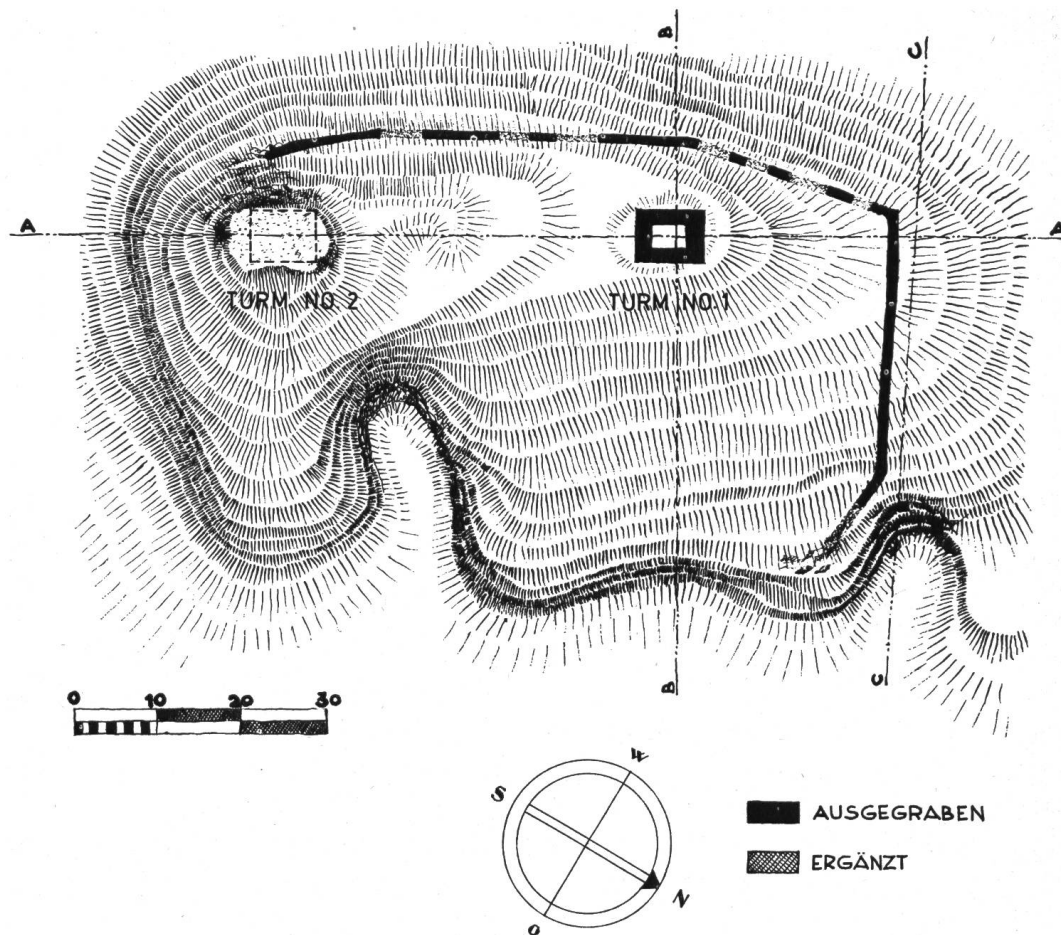 B
C
A A
TURM NO. 2 TURM NO. 1
B C
0 10 20 30
W
S
AUSGEGRABEN
ERGÄNZT
N
O